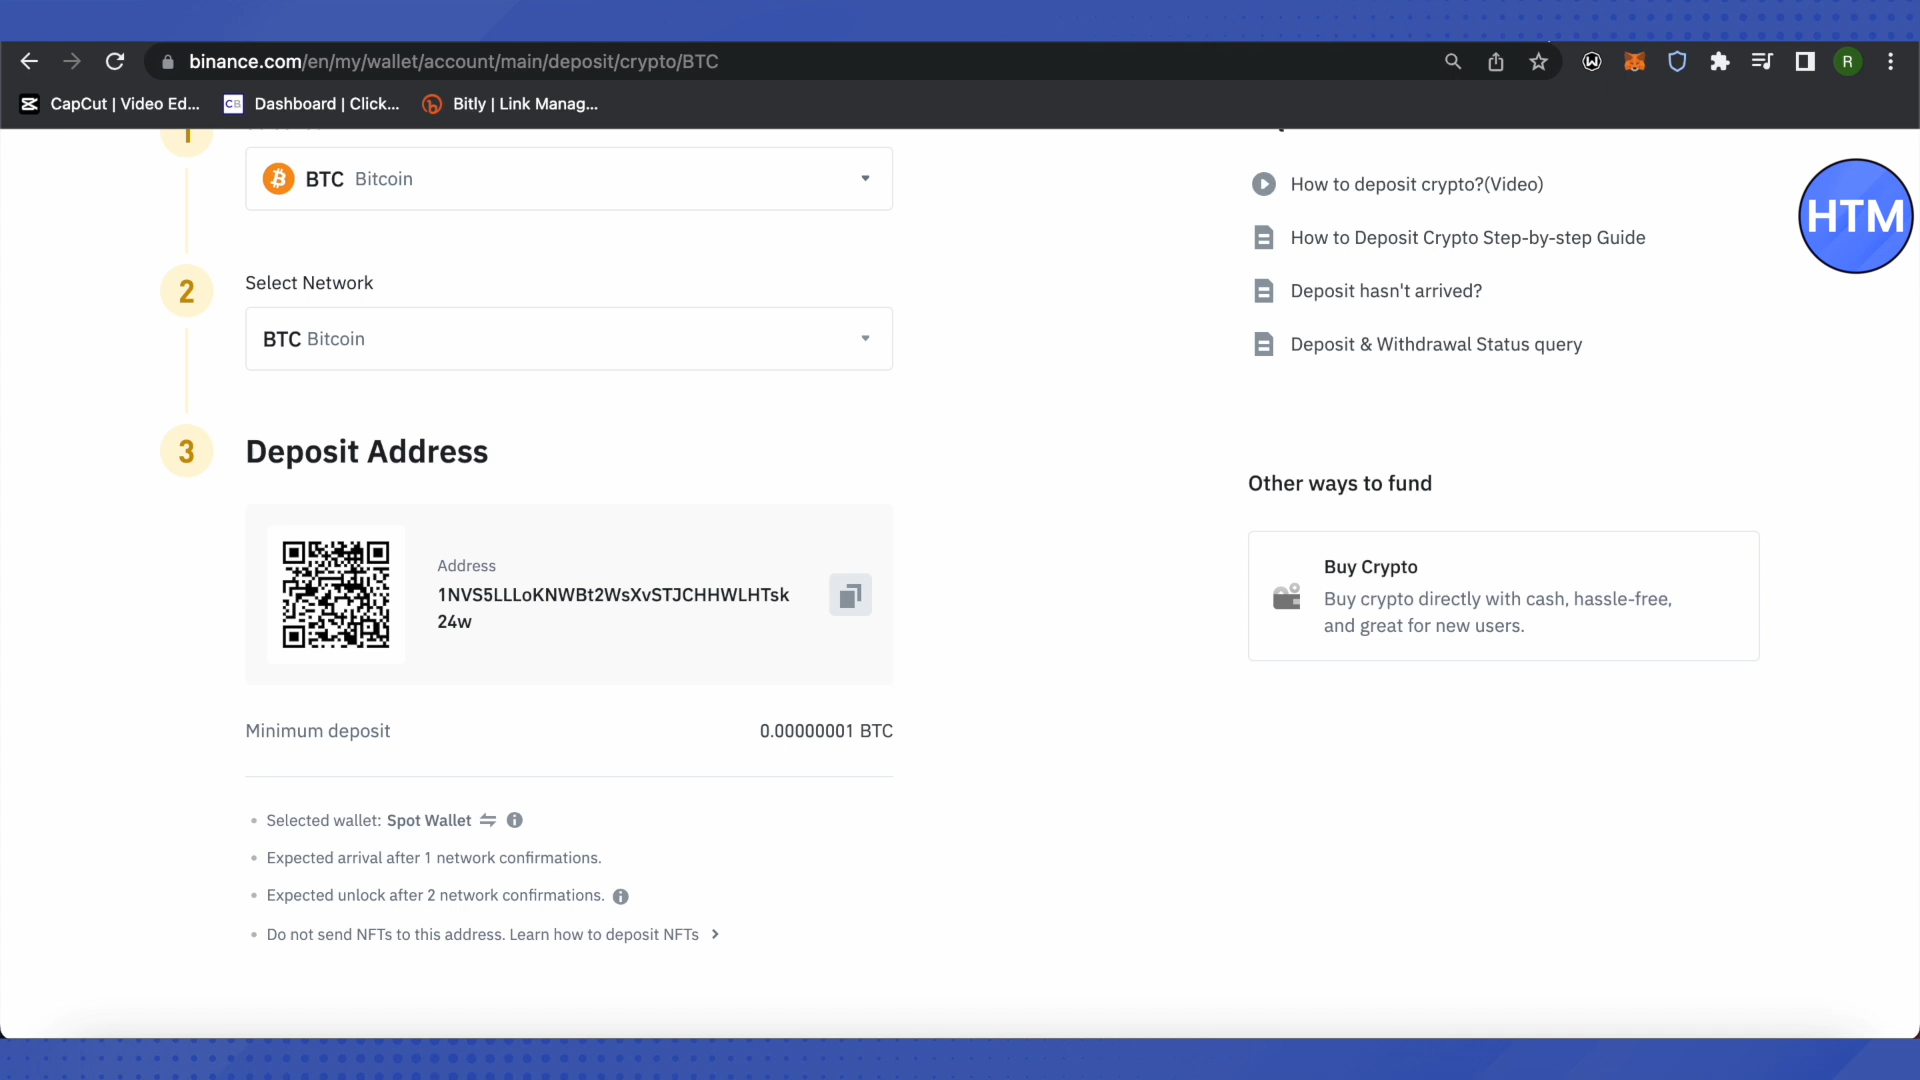 binance.com/en/my/wallet/account/main/deposit/crypto/BTC
R
CapCut | Video Ed...
CB Dashboard | Click...
Bitly | Link Manag...
1
BTC Bitcoin
2
Select Network
BTC Bitcoin
3
Deposit Address
Address
1NVS5LLLoKNWBt2WsXvSTJCHHWLHTsk
24w
Minimum deposit
0.00000001 BTC
• Selected wallet: Spot Wallet
• Expected arrival after 1 network confirmations.
• Expected unlock after 2 network confirmations.
• Do not send NFTs to this address. Learn how to deposit NFTs >
How to deposit crypto?(Video)
How to Deposit Crypto Step-by-step Guide
Deposit hasn't arrived?
Deposit & Withdrawal Status query
HTM
Other ways to fund
Buy Crypto
Buy crypto directly with cash, hassle-free,
and great for new users.